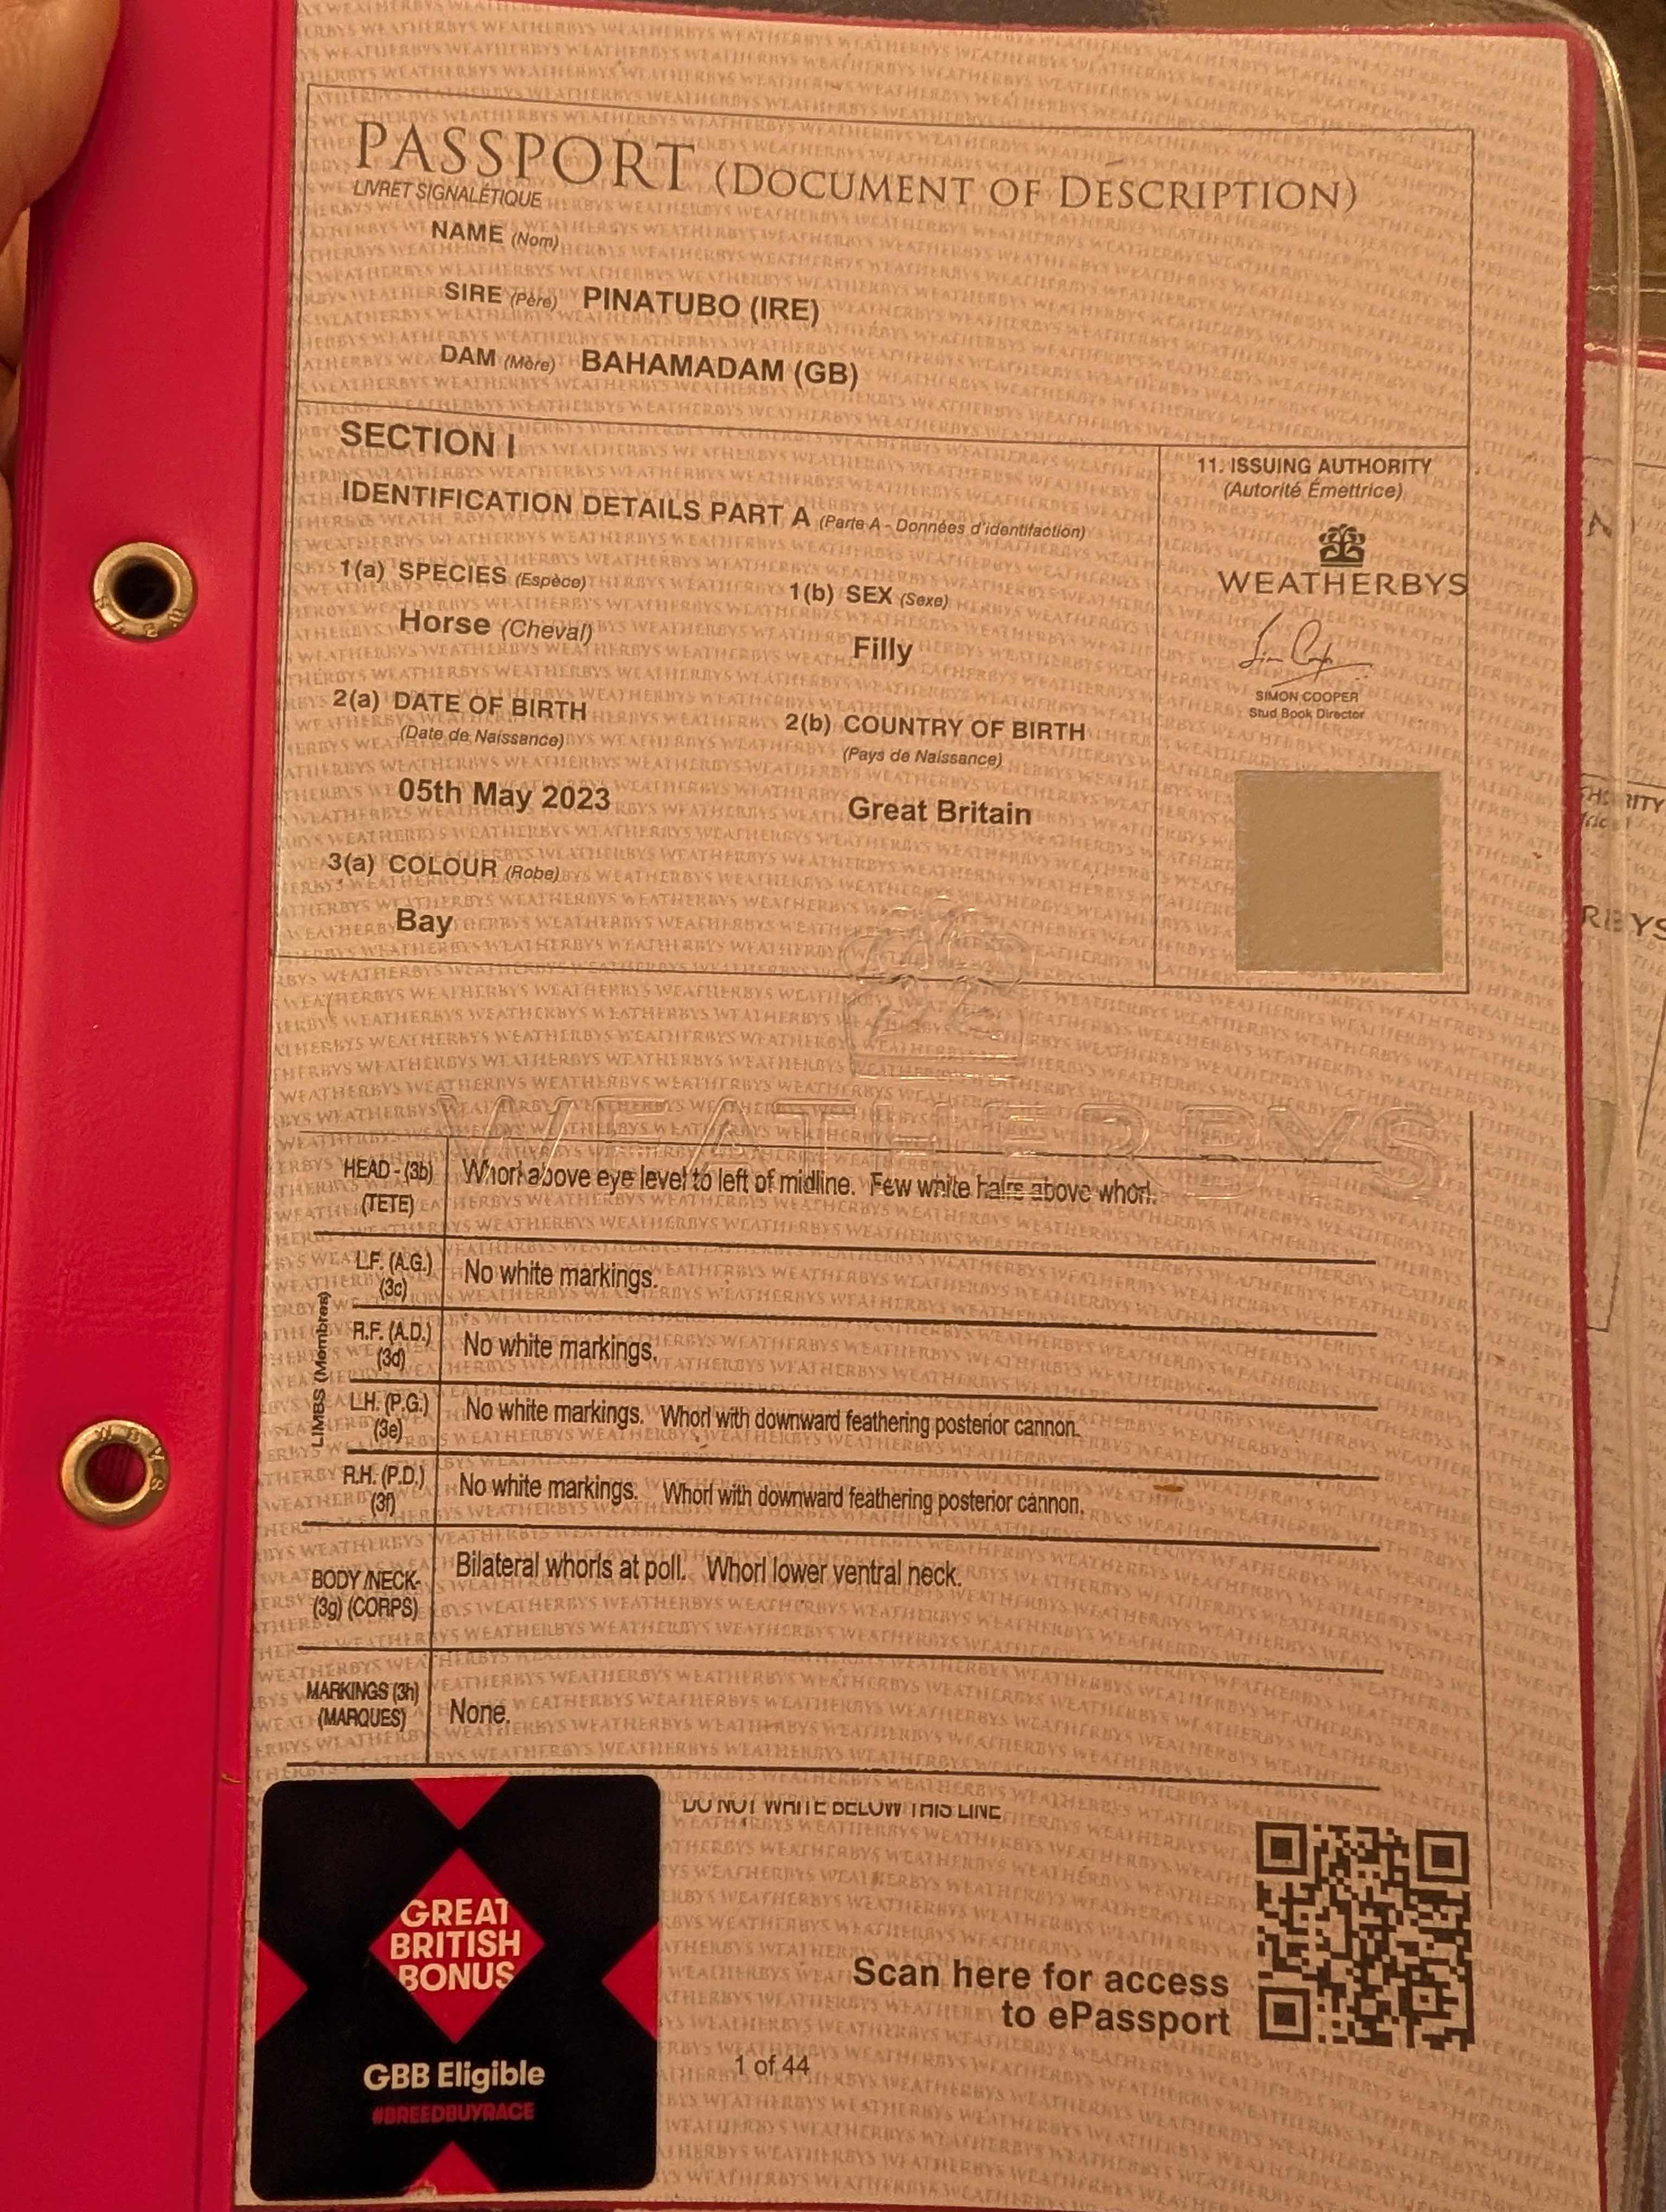 PASSPORT (DOCUMENT OF DESCRIPTION)
LIVRET SIGNALÉTIQUE
NAME (Nom)
SIRE (Père) PINATUBO (IRE)
DAM (Mère) BAHAMADAM (GB)
SECTION I
IDENTIFICATION DETAILS PART A (Parte A - Données d'identifaction)
1(a) SPECIES (Espèce)
Horse (Cheval)
1(b) SEX (Sexe)
Filly
2(a) DATE OF BIRTH
(Date de Naissance)
05th May 2023
2(b) COUNTRY OF BIRTH
(Pays de Naissance)
Great Britain
3(a) COLOUR (Robe)
Bay
11. ISSUING AUTHORITY
(Autorité Émettrice)
WEATHERBYS
SIMON COOPER
Stud Book Director
WEATHERBYS
HEAD - (3b)
(TETE)
Whorl above eye level to left of midline. Few white hairs above whorl.
LIMBS (Membres)
L.F. (A.G.)
(3c)
No white markings.
R.F. (A.D.)
(3d)
No white markings.
L.H. (P.G.)
(3e)
No white markings. Whorl with downward feathering posterior cannon.
R.H. (P.D.)
(3f)
No white markings. Whorl with downward feathering posterior cannon.
BODY/NECK-
(3g) (CORPS)
Bilateral whorls at poll. Whorl lower ventral neck.
MARKINGS (3h)
(MARQUES)
None.
DO NOT WRITE BELOW THIS LINE
GREAT
BRITISH
BONUS
GBB Eligible
#BREEDBUYRACE
Scan here for access
to ePassport
1 of 44